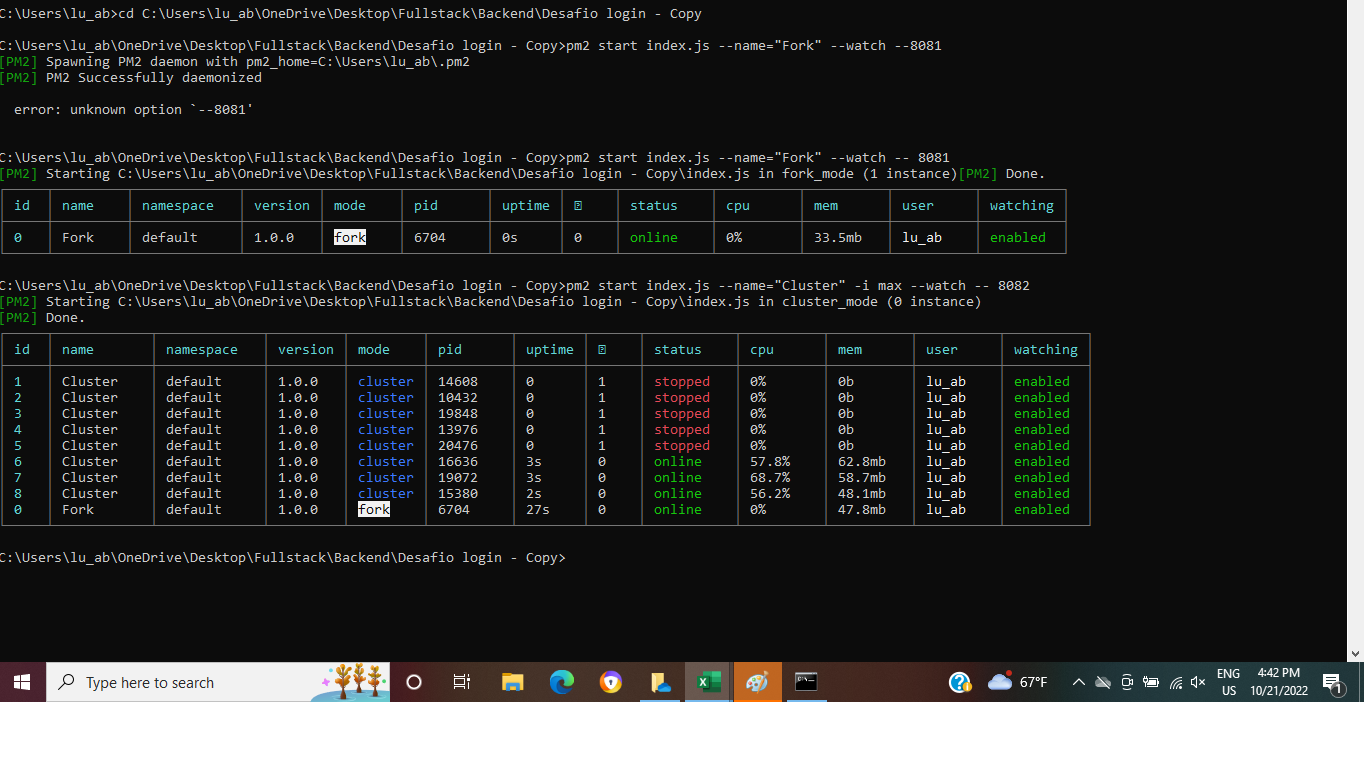 C:\Users\lu_ab>cd C:\Users\lu_ab\OneDrive\Desktop\Fullstack\Backend\Desafio login - Copy
C:\Users\lu_ab\OneDrive\Desktop\Fullstack\Backend\Desafio login - Copy>pm2 start index.js --name="Fork" --watch --8081
[PM2] Spawning PM2 daemon with pm2_home=C:\Users\lu_ab\.pm2
[PM2] PM2 Successfully daemonized
error: unknown option `--8081'
C:\Users\lu_ab\OneDrive\Desktop\Fullstack\Backend\Desafio login - Copy>pm2 start index.js --name="Fork" --watch -- 8081
[PM2] Starting C:\Users\lu_ab\OneDrive\Desktop\Fullstack\Backend\Desafio login - Copy\index.js in fork_mode (1 instance)[PM2] Done.
id name namespace version mode pid uptime status cpu mem user watching
0 Fork default 1.0.0 fork 6704 0s 0 online 0% 33.5mb lu_ab enabled
C:\Users\lu_ab\OneDrive\Desktop\Fullstack\Backend\Desafio login - Copy>pm2 start index.js --name="Cluster" -i max --watch -- 8082
[PM2] Starting C:\Users\lu_ab\OneDrive\Desktop\Fullstack\Backend\Desafio login - Copy\index.js in cluster_mode (0 instance)
[PM2] Done.
id name namespace version mode pid uptime status cpu mem user watching
1 Cluster default 1.0.0 cluster 14608 0 1 stopped 0% 0b lu_ab enabled
2 Cluster default 1.0.0 cluster 10432 0 1 stopped 0% 0b lu_ab enabled
3 Cluster default 1.0.0 cluster 19848 0 1 stopped 0% 0b lu_ab enabled
4 Cluster default 1.0.0 cluster 13976 0 1 stopped 0% 0b lu_ab enabled
5 Cluster default 1.0.0 cluster 20476 0 1 stopped 0% 0b lu_ab enabled
6 Cluster default 1.0.0 cluster 16636 3s 0 online 57.8% 62.8mb lu_ab enabled
7 Cluster default 1.0.0 cluster 19072 3s 0 online 68.7% 58.7mb lu_ab enabled
8 Cluster default 1.0.0 cluster 15380 2s 0 online 56.2% 48.1mb lu_ab enabled
0 Fork default 1.0.0 fork 6704 27s 0 online 0% 47.8mb lu_ab enabled
C:\Users\lu_ab\OneDrive\Desktop\Fullstack\Backend\Desafio login - Copy>
Type here to search
67°F
ENG
US
4:42 PM
10/21/2022
1